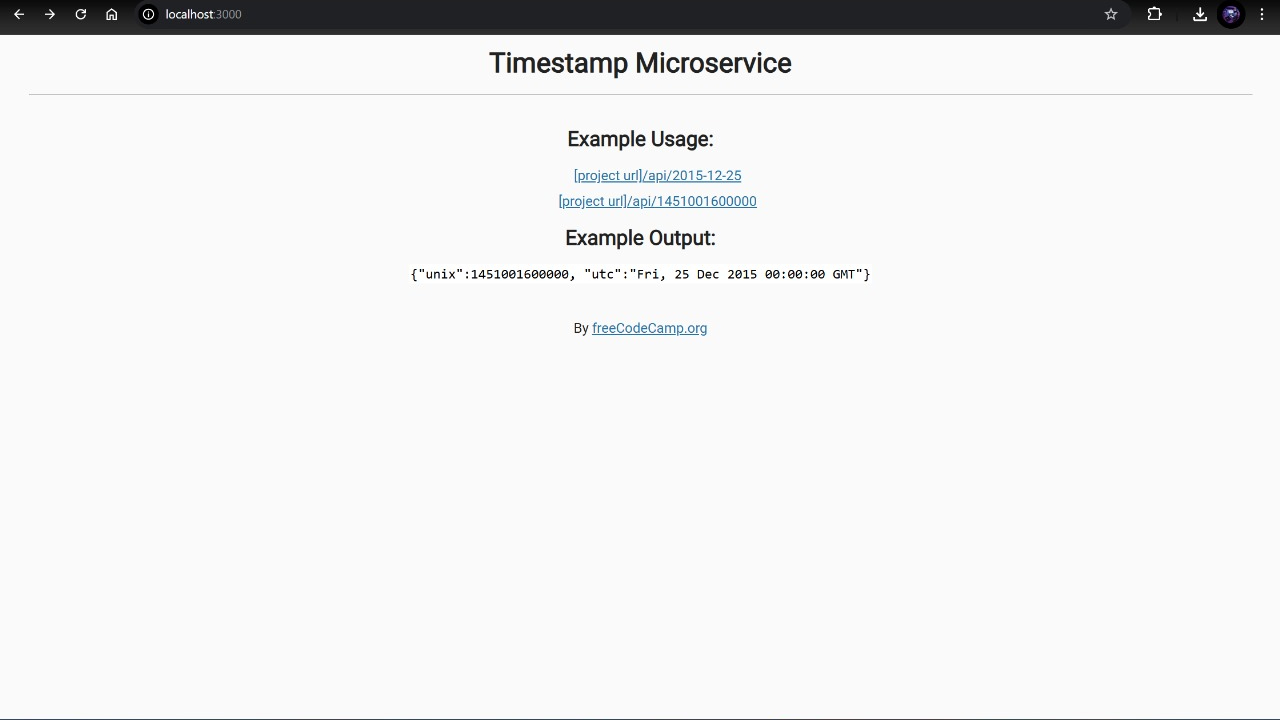 localhost:3000
Timestamp Microservice
Example Usage:
[project url]/api/2015-12-25
[project url]/api/1451001600000
Example Output:
{"unix":1451001600000, "utc":"Fri, 25 Dec 2015 00:00:00 GMT"}
By freeCodeCamp.org